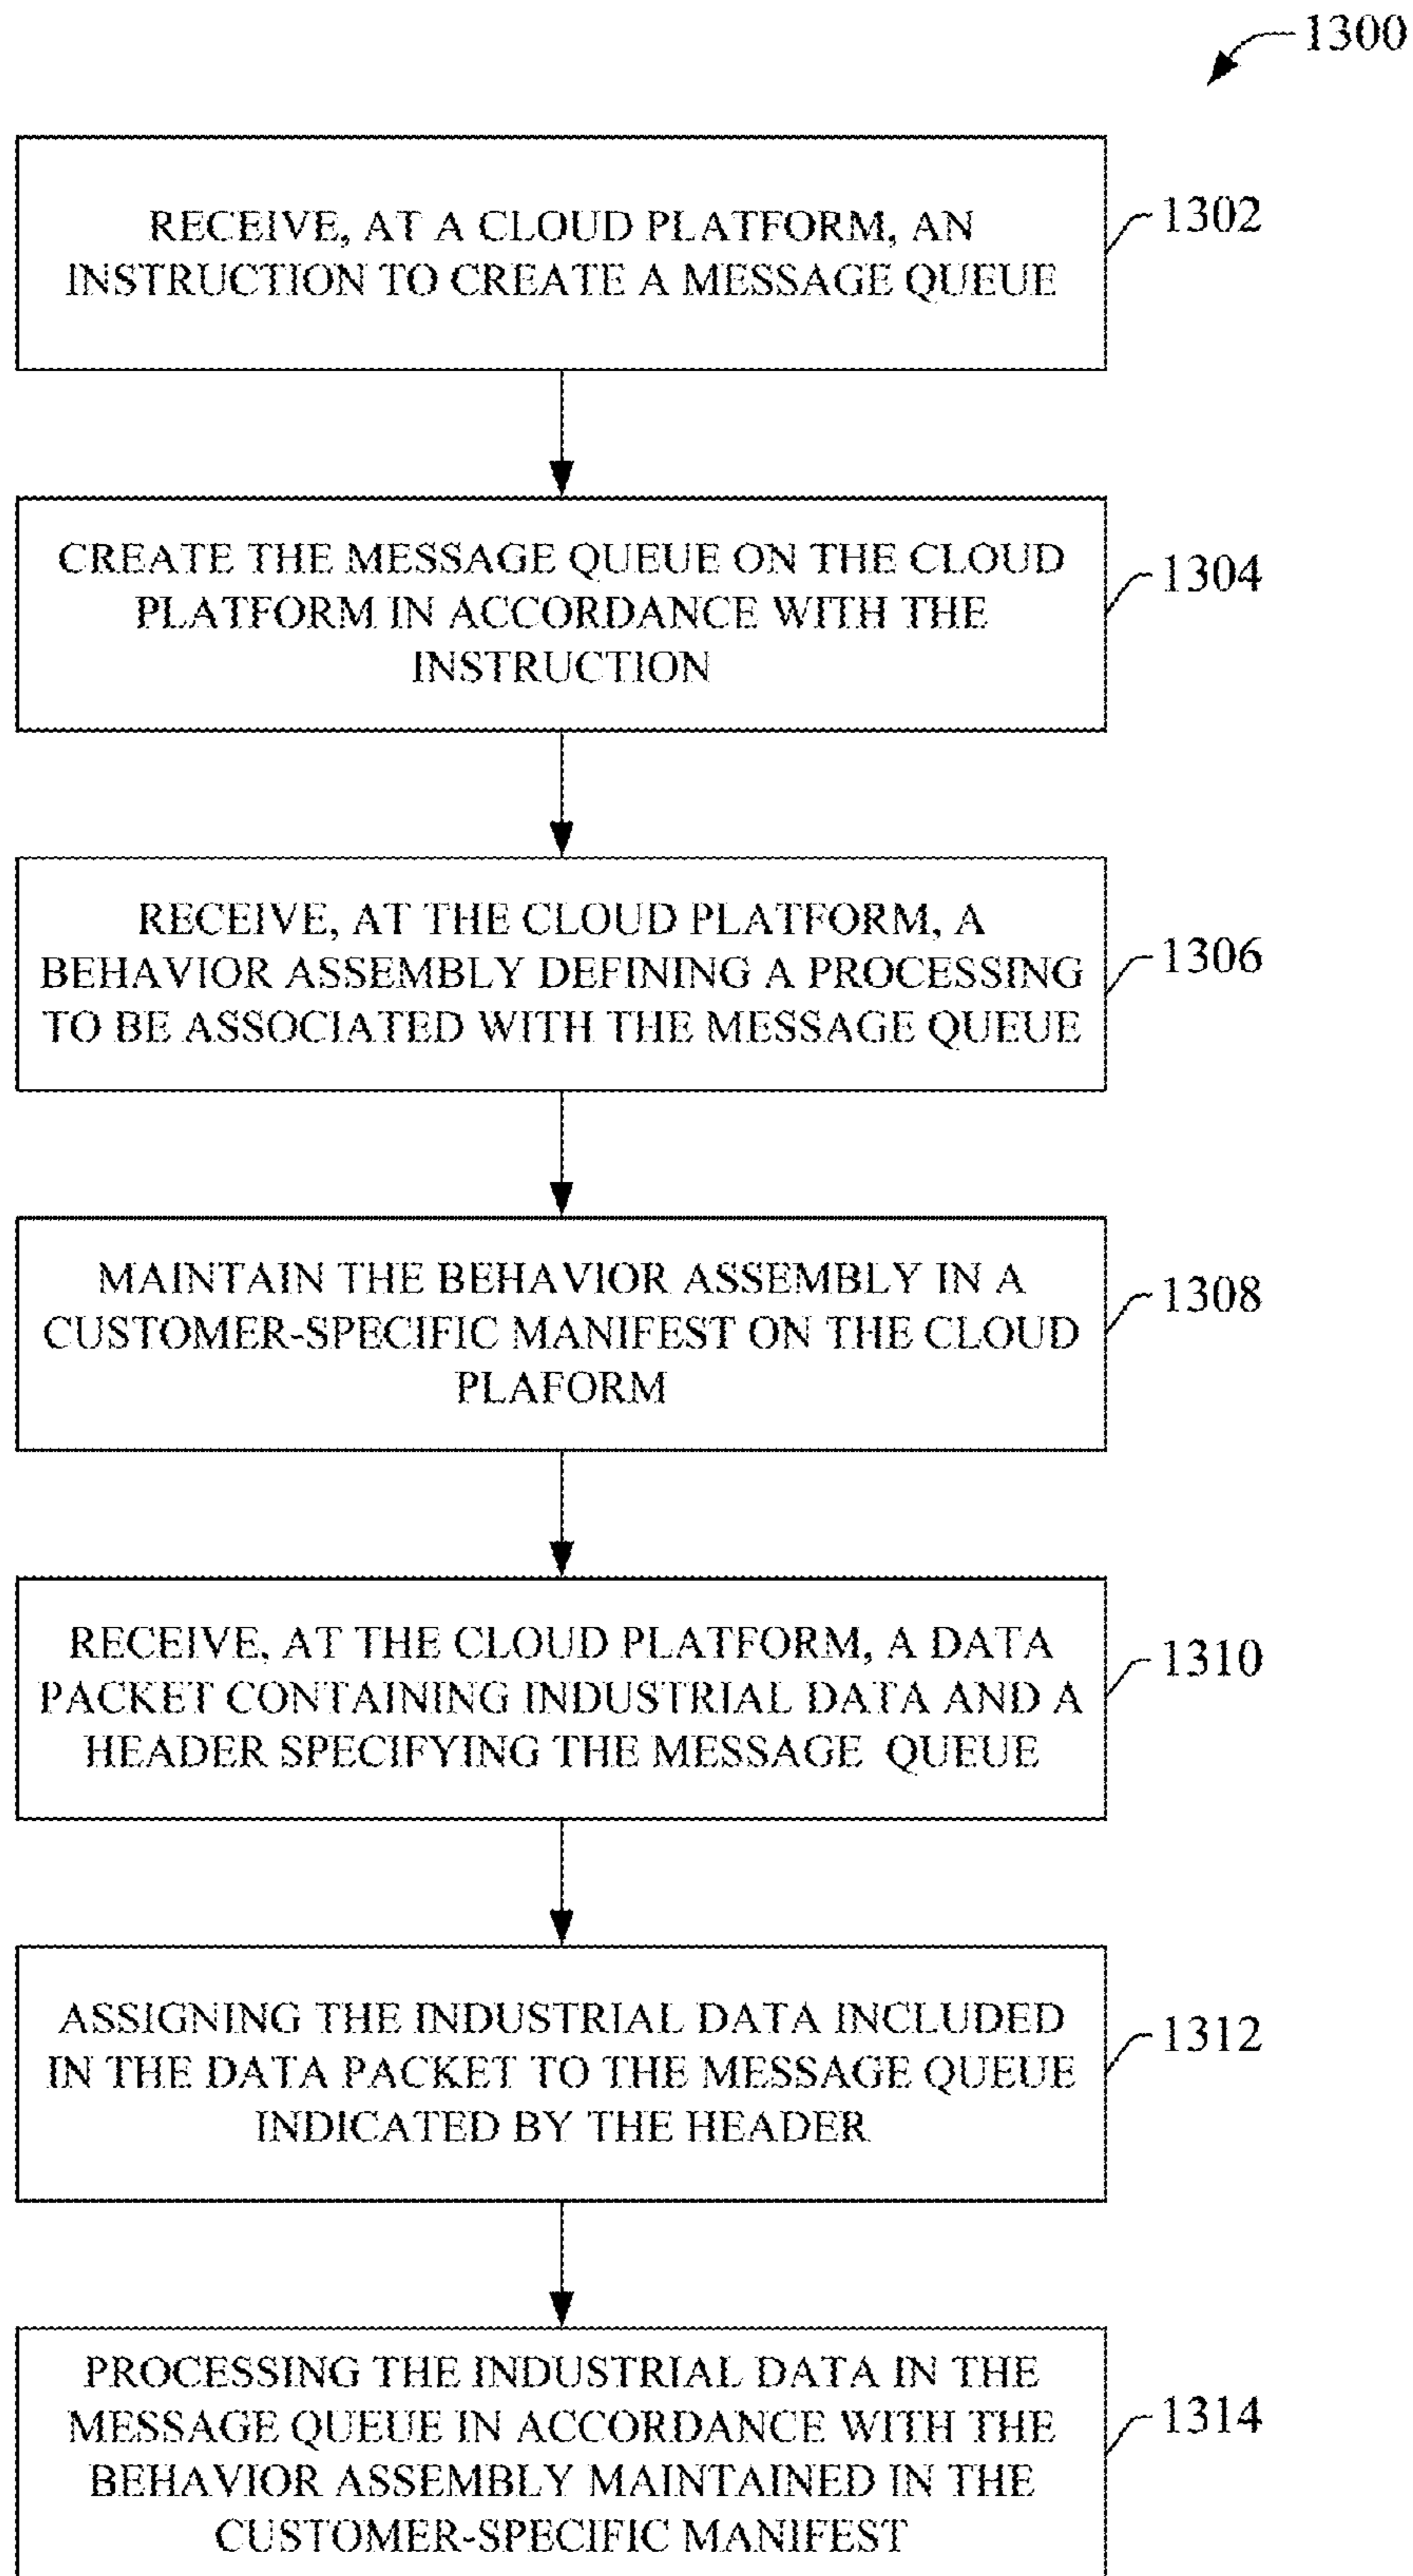 1300
RECEIVE, AT A CLOUD PLATFORM, AN
INSTRUCTION TO CREATE A MESSAGE QUEUE
1302
CREATE THE MESSAGE QUEUE ON THE CLOUD
PLATFORM IN ACCORDANCE WITH THE
INSTRUCTION
1304
RECEIVE, AT THE CLOUD PLATFORM, A
BEHAVIOR ASSEMBLY DEFINING A PROCESSING
TO BE ASSOCIATED WITH THE MESSAGE QUEUE
1306
MAINTAIN THE BEHAVIOR ASSEMBLY IN A
CUSTOMER-SPECIFIC MANIFEST ON THE CLOUD
PLAFORM
1308
RECEIVE, AT THE CLOUD PLATFORM, A DATA
PACKET CONTAINING INDUSTRIAL DATA AND A
HEADER SPECIFYING THE MESSAGE QUEUE
1310
ASSIGNING THE INDUSTRIAL DATA INCLUDED
IN THE DATA PACKET TO THE MESSAGE QUEUE
INDICATED BY THE HEADER
1312
PROCESSING THE INDUSTRIAL DATA IN THE
MESSAGE QUEUE IN ACCORDANCE WITH THE
BEHAVIOR ASSEMBLY MAINTAINED IN THE
CUSTOMER-SPECIFIC MANIFEST
1314